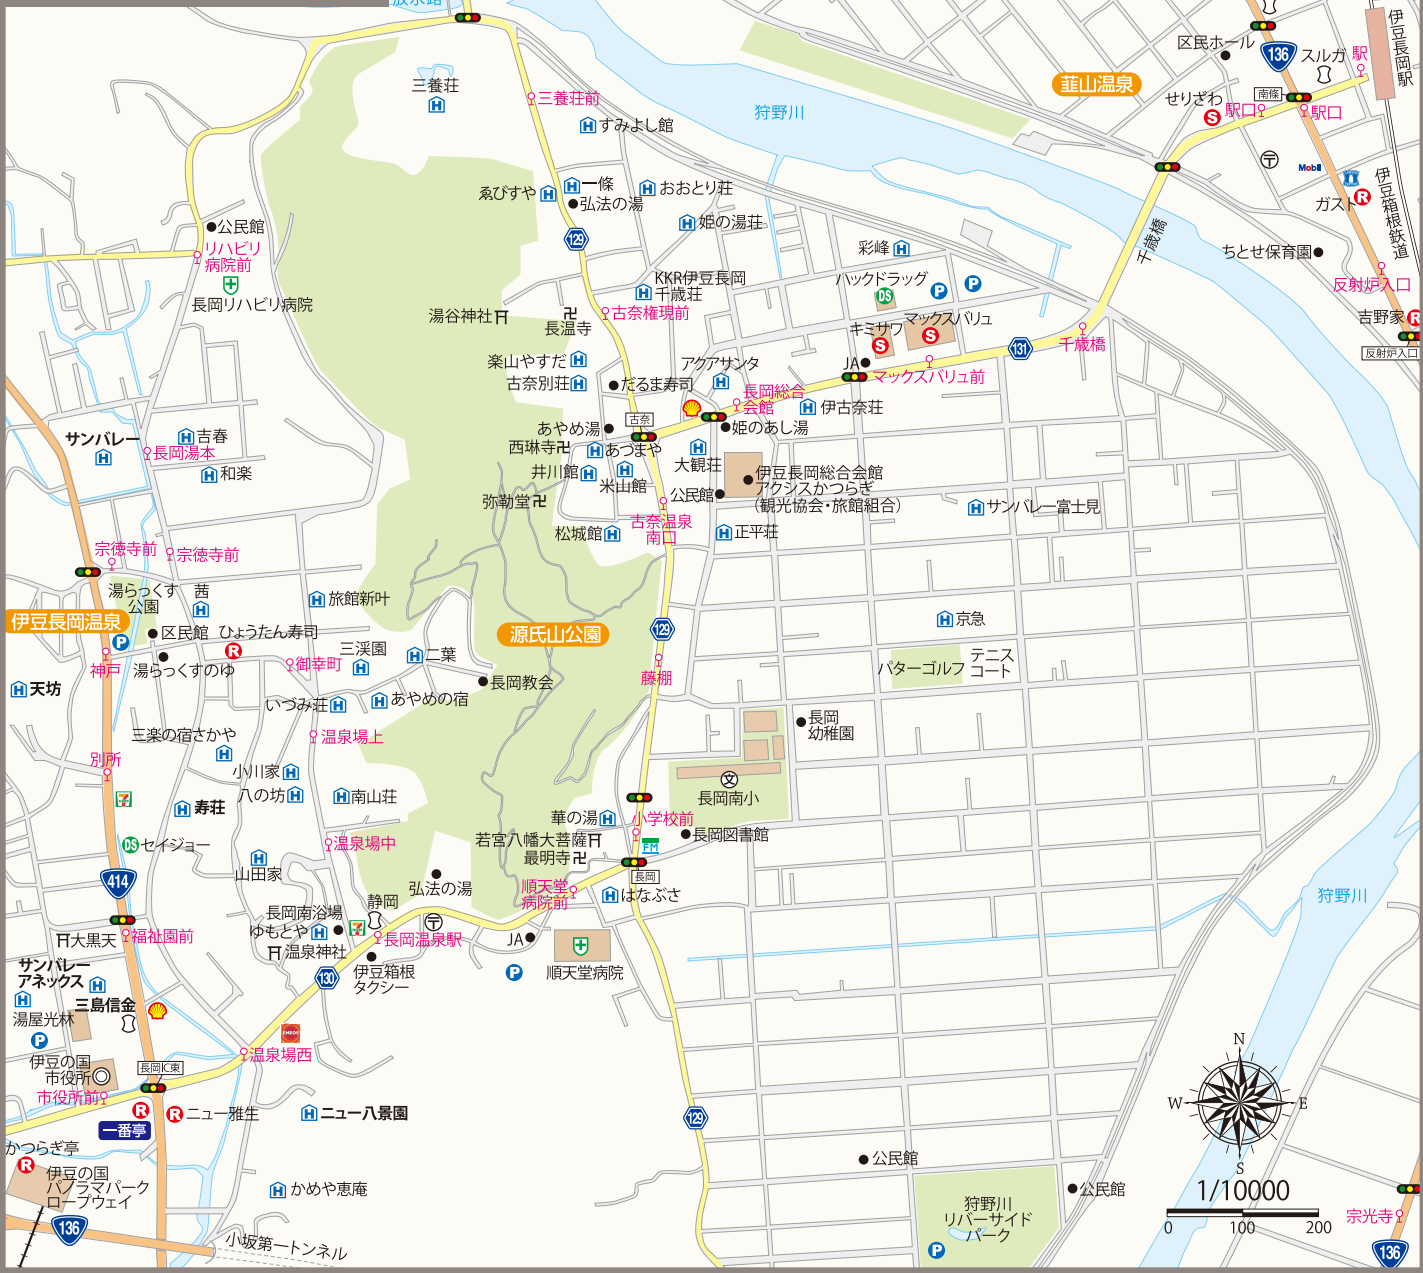 放水路
区民ホール
136
スルガ
駅
伊豆長岡駅
三養荘
三養荘前
韮山温泉
せりざわ
S
駅口
南條
駅口
狩野川
すみよし館
〒
Mobil
ガスト
R
伊豆箱根鉄道
ゑびすや
一條
弘法の湯
おおとり荘
姫の湯荘
129
公民館
リハビリ
病院前
長岡リハビリ病院
彩峰
千歳橋
ちとせ保育園
反射炉入口
吉野家
R
反射炉入口
KKR伊豆長岡
千歳荘
ハックドラッグ
DS
P
P
湯谷神社
長温寺
古奈権現前
キミサワ
S
マックスバリュ
S
131
千歳橋
楽山やすだ
古奈別荘
だるま寿司
アクアサンタ
JA
マックスバリュ前
長岡総合
会館
伊古奈荘
古奈
あやめ湯
姫のあし湯
西琳寺
あづまや
大観荘
サンバレー
吉春
長岡湯本
和楽
井川館
米山館
公民館
伊豆長岡総合会館
アクシスかつらぎ
(観光協会・旅館組合)
弥勒堂
松城館
古奈温泉
南口
正平荘
サンバレー富士見
宗徳寺前
宗徳寺前
湯らっくす
公園
茜
旅館新叶
伊豆長岡温泉
P
区民館
ひょうたん寿司
R
源氏山公園
129
京急
神戸
湯らっくすのゆ
御幸町
三渓園
二葉
長岡教会
藤棚
パターゴルフ
テニス
コート
天坊
いづみ荘
あやめの宿
三楽の宿さかや
温泉場上
長岡
幼稚園
別所
小川家
八の坊
南山荘
文
長岡南小
寿荘
華の湯
小学校前
DS
セイジョー
温泉場中
若宮八幡大菩薩
最明寺
FM
長岡図書館
414
山田家
弘法の湯
長岡
順天堂
病院前
はなぶさ
狩野川
長岡南浴場
静岡
ゆもとや
〒
長岡温泉駅
大黒天
福祉園前
温泉神社
JA
サンバレー
アネックス
130
伊豆箱根
タクシー
P
順天堂病院
三島信金
湯屋光林
P
ENEOS
温泉場西
伊豆の国
市役所
長岡IC東
市役所前
R
R
ニュー雅生
ニュー八景園
一番亭
129
かつらぎ亭
R
伊豆の国
パノラマパーク
ロープウェイ
136
かめや恵庵
小坂第一トンネル
公民館
公民館
狩野川
リバーサイド
パーク
P
N
W
E
S
1/10000
0 100 200
宗光寺
136